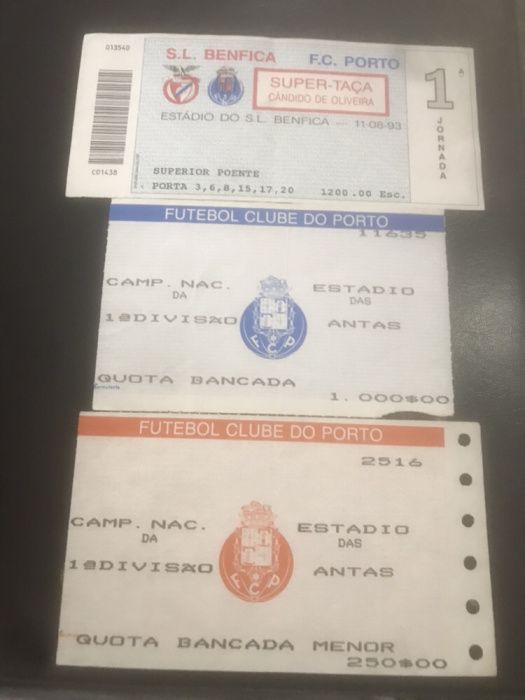 013540
S.L. BENFICA F.C. PORTO
SUPER-TAÇA
CÂNDIDO DE OLIVEIRA
1ª
JORNADA
ESTÁDIO DO S.L. BENFICA — 11-08-93
C01438
SUPERIOR POENTE
PORTA 3,6,8,15,17,20 1200.00 Esc.
FUTEBOL CLUBE DO PORTO
11635
CAMP. NAC. ESTADIO
DA DAS
1ªDIVISÃO ANTAS
FCP
QUOTA BANCADA
1.000$00
FUTEBOL CLUBE DO PORTO
2516
CAMP. NAC. ESTADIO
DA DAS
1ªDIVISÃO ANTAS
FCP
QUOTA BANCADA MENOR
250$00